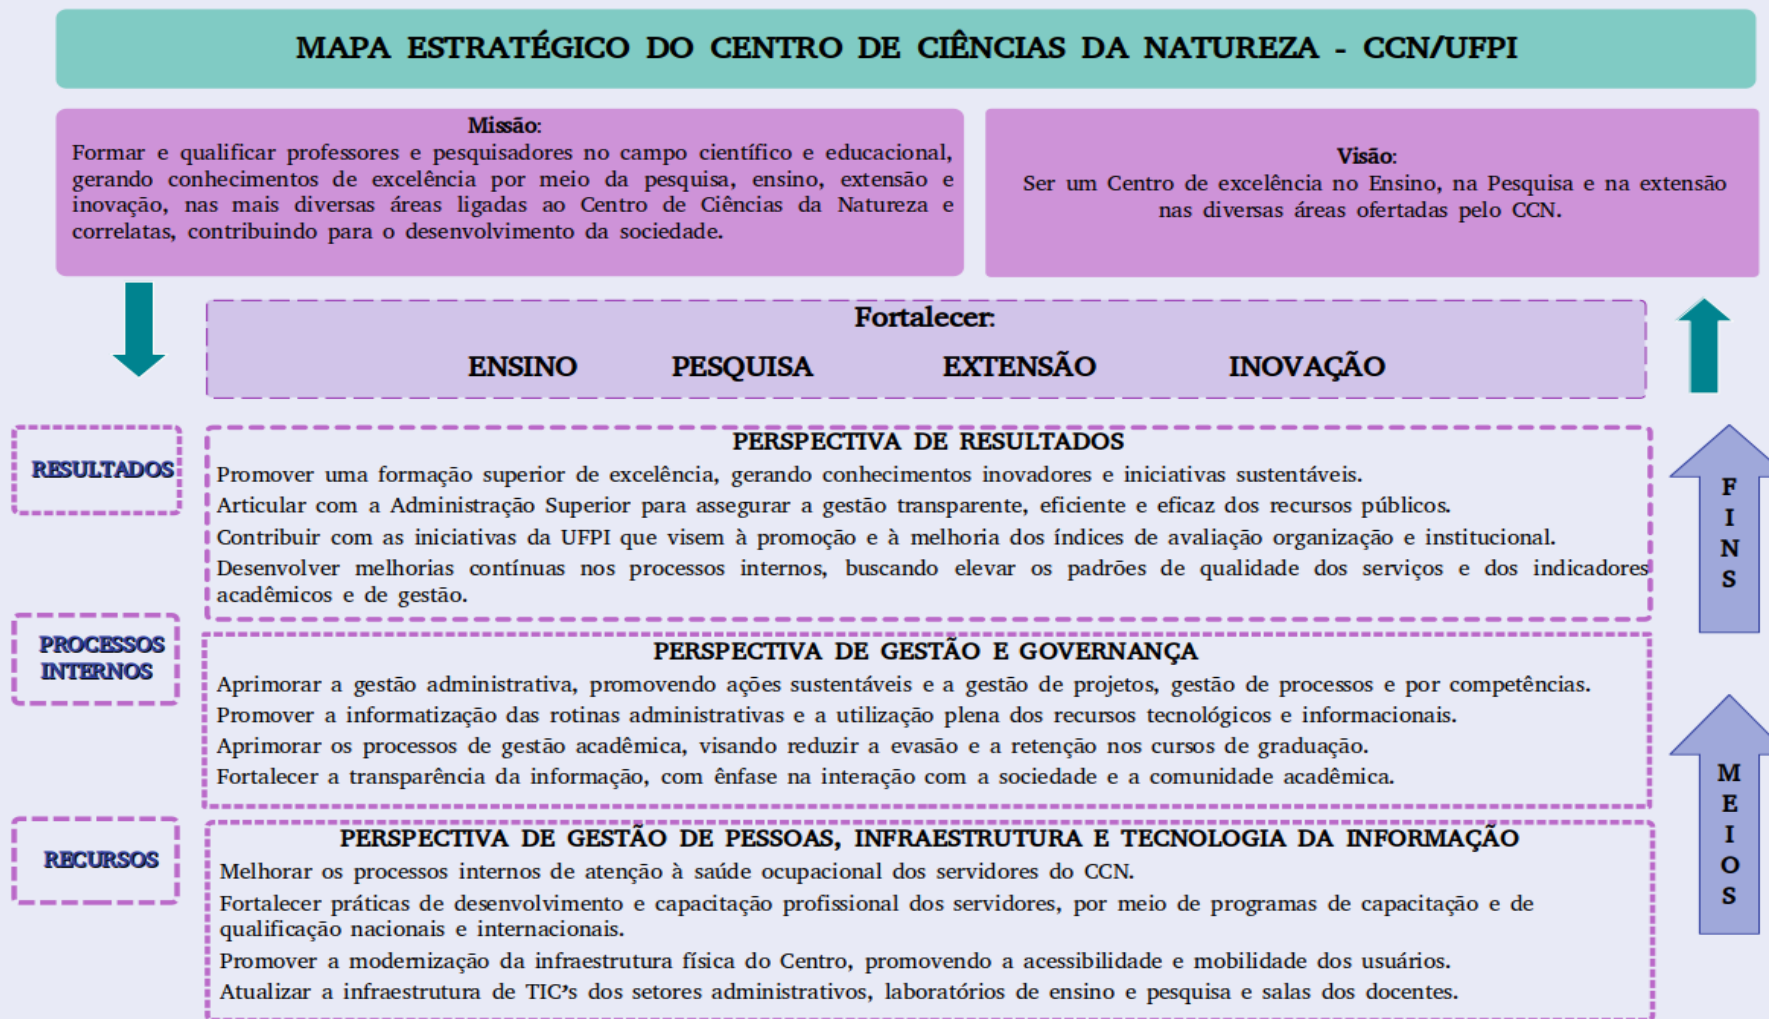 MAPA ESTRATÉGICO DO CENTRO DE CIÊNCIAS DA NATUREZA - CCN/UFPI
Missão:
Formar e qualificar professores e pesquisadores no campo científico e educacional,
gerando conhecimentos de excelência por meio da pesquisa, ensino, extensão e
inovação, nas mais diversas áreas ligadas ao Centro de Ciências da Natureza e
correlatas, contribuindo para o desenvolvimento da sociedade.
Visão:
Ser um Centro de excelência no Ensino, na Pesquisa e na extensão
nas diversas áreas ofertadas pelo CCN.
Fortalecer:
ENSINO PESQUISA EXTENSÃO INOVAÇÃO
RESULTADOS
PERSPECTIVA DE RESULTADOS
Promover uma formação superior de excelência, gerando conhecimentos inovadores e iniciativas sustentáveis.
Articular com a Administração Superior para assegurar a gestão transparente, eficiente e eficaz dos recursos públicos.
Contribuir com as iniciativas da UFPI que visem à promoção e à melhoria dos índices de avaliação organização e institucional.
Desenvolver melhorias contínuas nos processos internos, buscando elevar os padrões de qualidade dos serviços e dos indicadores
acadêmicos e de gestão.
FINS
PROCESSOS
INTERNOS
PERSPECTIVA DE GESTÃO E GOVERNANÇA
Aprimorar a gestão administrativa, promovendo ações sustentáveis e a gestão de projetos, gestão de processos e por competências.
Promover a informatização das rotinas administrativas e a utilização plena dos recursos tecnológicos e informacionais.
Aprimorar os processos de gestão acadêmica, visando reduzir a evasão e a retenção nos cursos de graduação.
Fortalecer a transparência da informação, com ênfase na interação com a sociedade e a comunidade acadêmica.
MEIOS
RECURSOS
PERSPECTIVA DE GESTÃO DE PESSOAS, INFRAESTRUTURA E TECNOLOGIA DA INFORMAÇÃO
Melhorar os processos internos de atenção à saúde ocupacional dos servidores do CCN.
Fortalecer práticas de desenvolvimento e capacitação profissional dos servidores, por meio de programas de capacitação e de
qualificação nacionais e internacionais.
Promover a modernização da infraestrutura física do Centro, promovendo a acessibilidade e mobilidade dos usuários.
Atualizar a infraestrutura de TIC's dos setores administrativos, laboratórios de ensino e pesquisa e salas dos docentes.